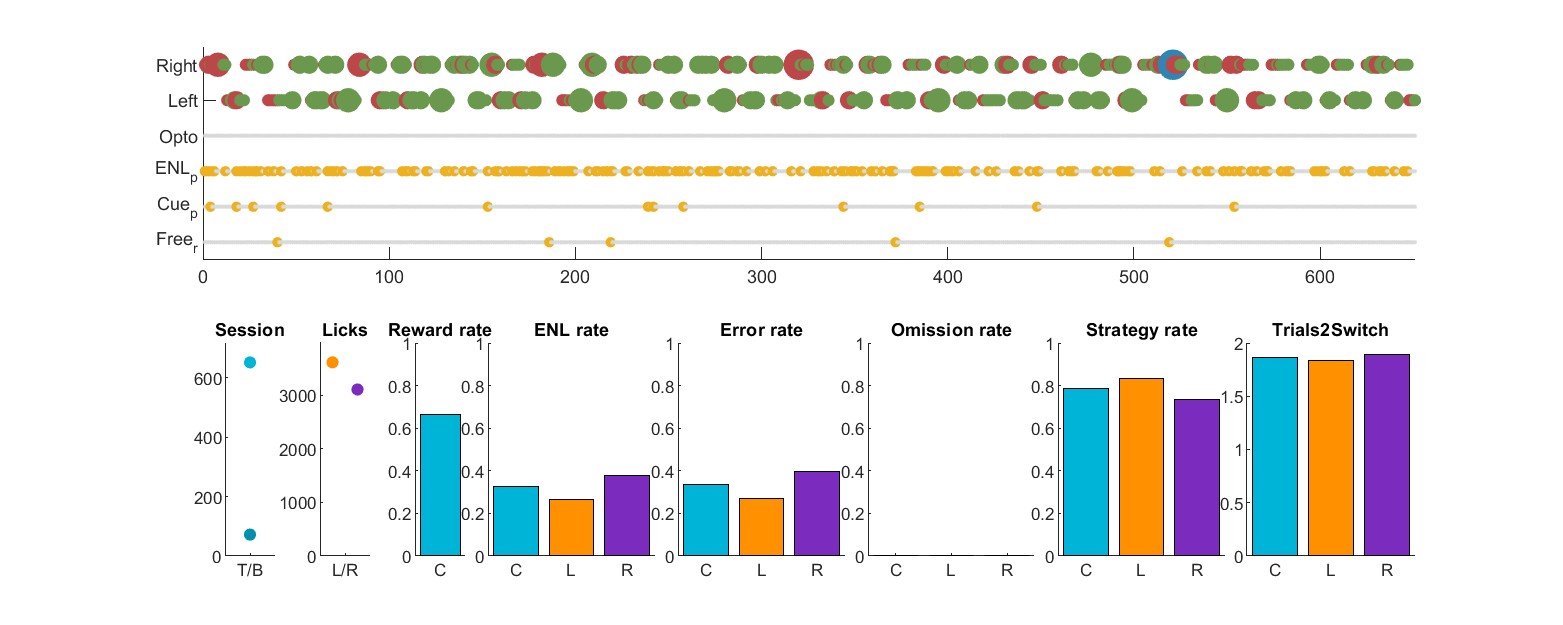 Right
Left
Opto
ENLp
Cuep
Freer
0 100 200 300 400 500 600
Session Licks Reward rate ENL rate Error rate Omission rate Strategy rate Trials2Switch
600
400
200
0
T/B
3000
2000
1000
0
L/R
1
0.8
0.6
0.4
0.2
0
C
1
0.8
0.6
0.4
0.2
0
C L R
1
0.8
0.6
0.4
0.2
0
C L R
1
0.8
0.6
0.4
0.2
0
C L R
1
0.8
0.6
0.4
0.2
0
C L R
2
1.5
1
0.5
0
C L R